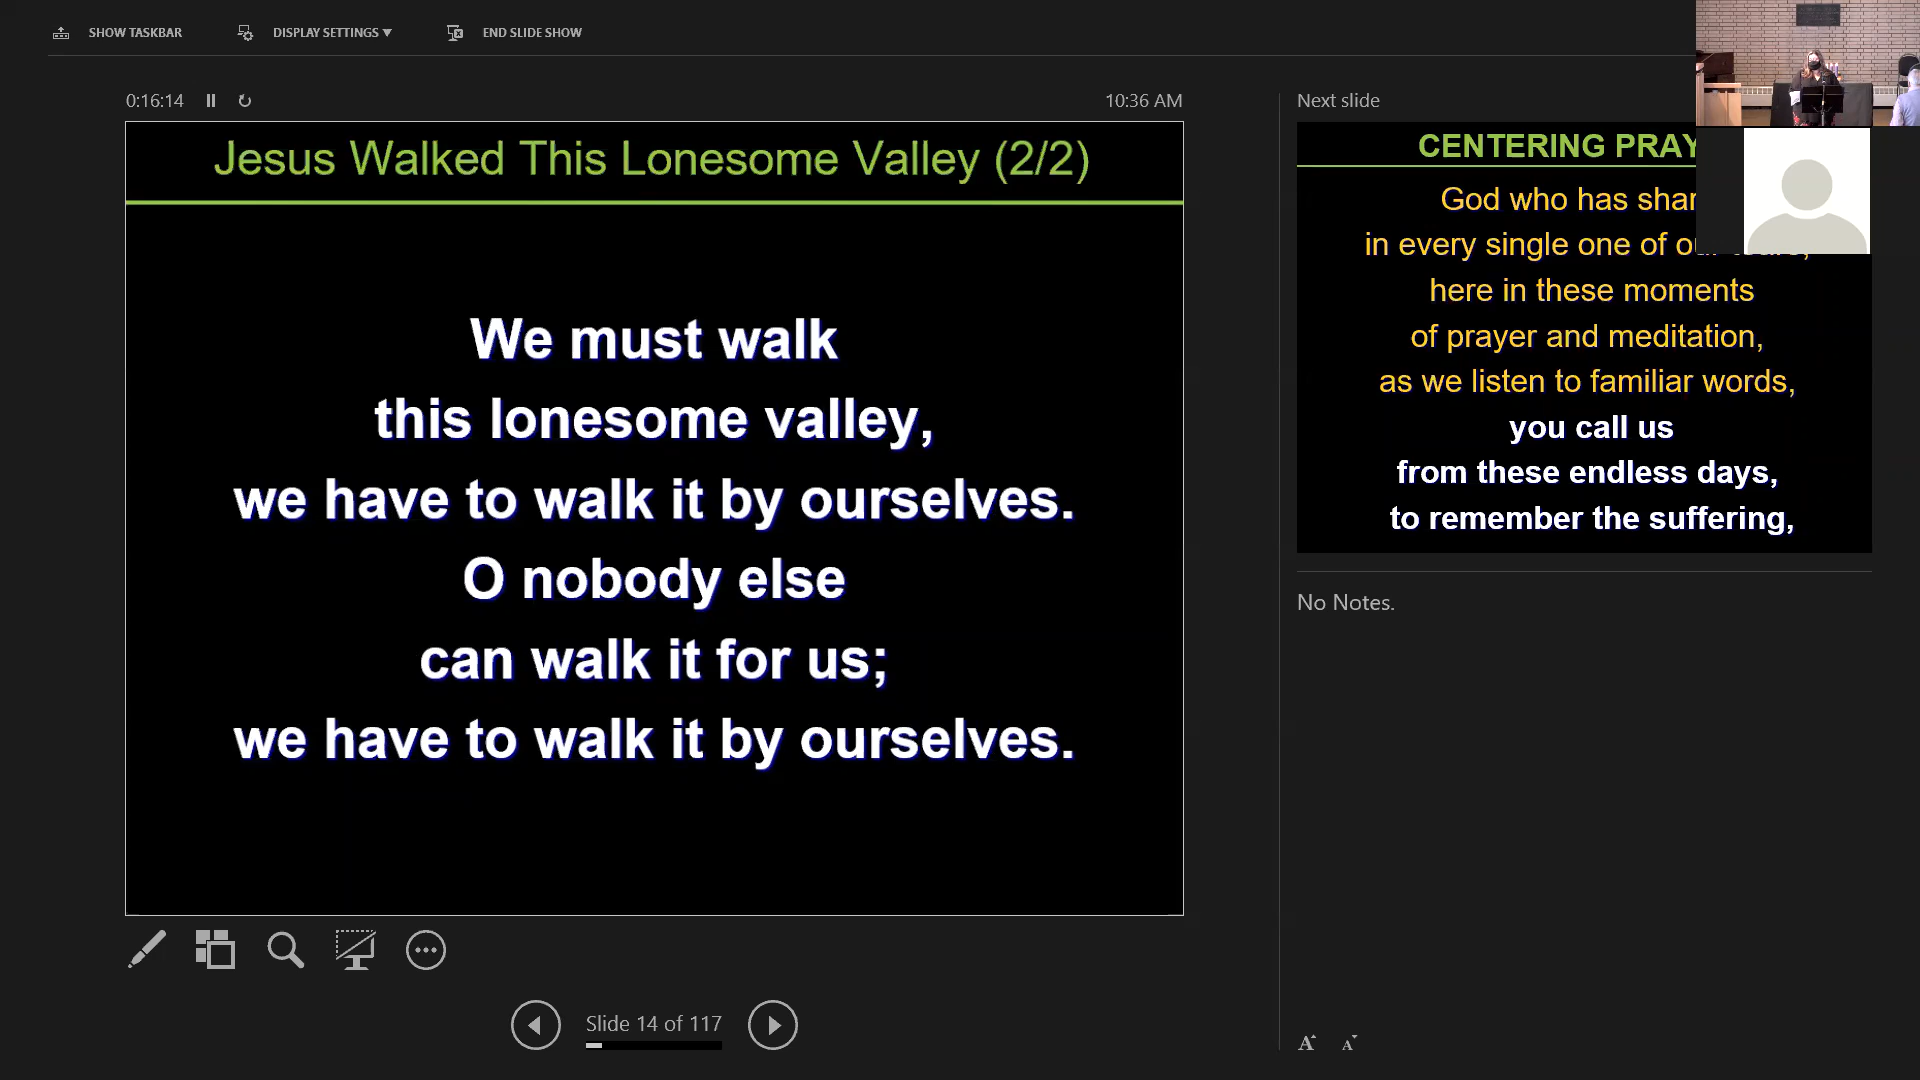 SHOW TASKBAR
DISPLAY SETTINGS
END SLIDE SHOW
0:16:14
10:36 AM
Jesus Walked This Lonesome Valley (2/2)
We must walk
this lonesome valley,
we have to walk it by ourselves.
O nobody else
can walk it for us;
we have to walk it by ourselves.
Slide 14 of 117
Next slide
CENTERING
God who has
in every single one of
here in these moments
of prayer and meditation,
as we listen to familiar words,
you call us
from these endless days,
to remember the suffering,
No Notes.
A A